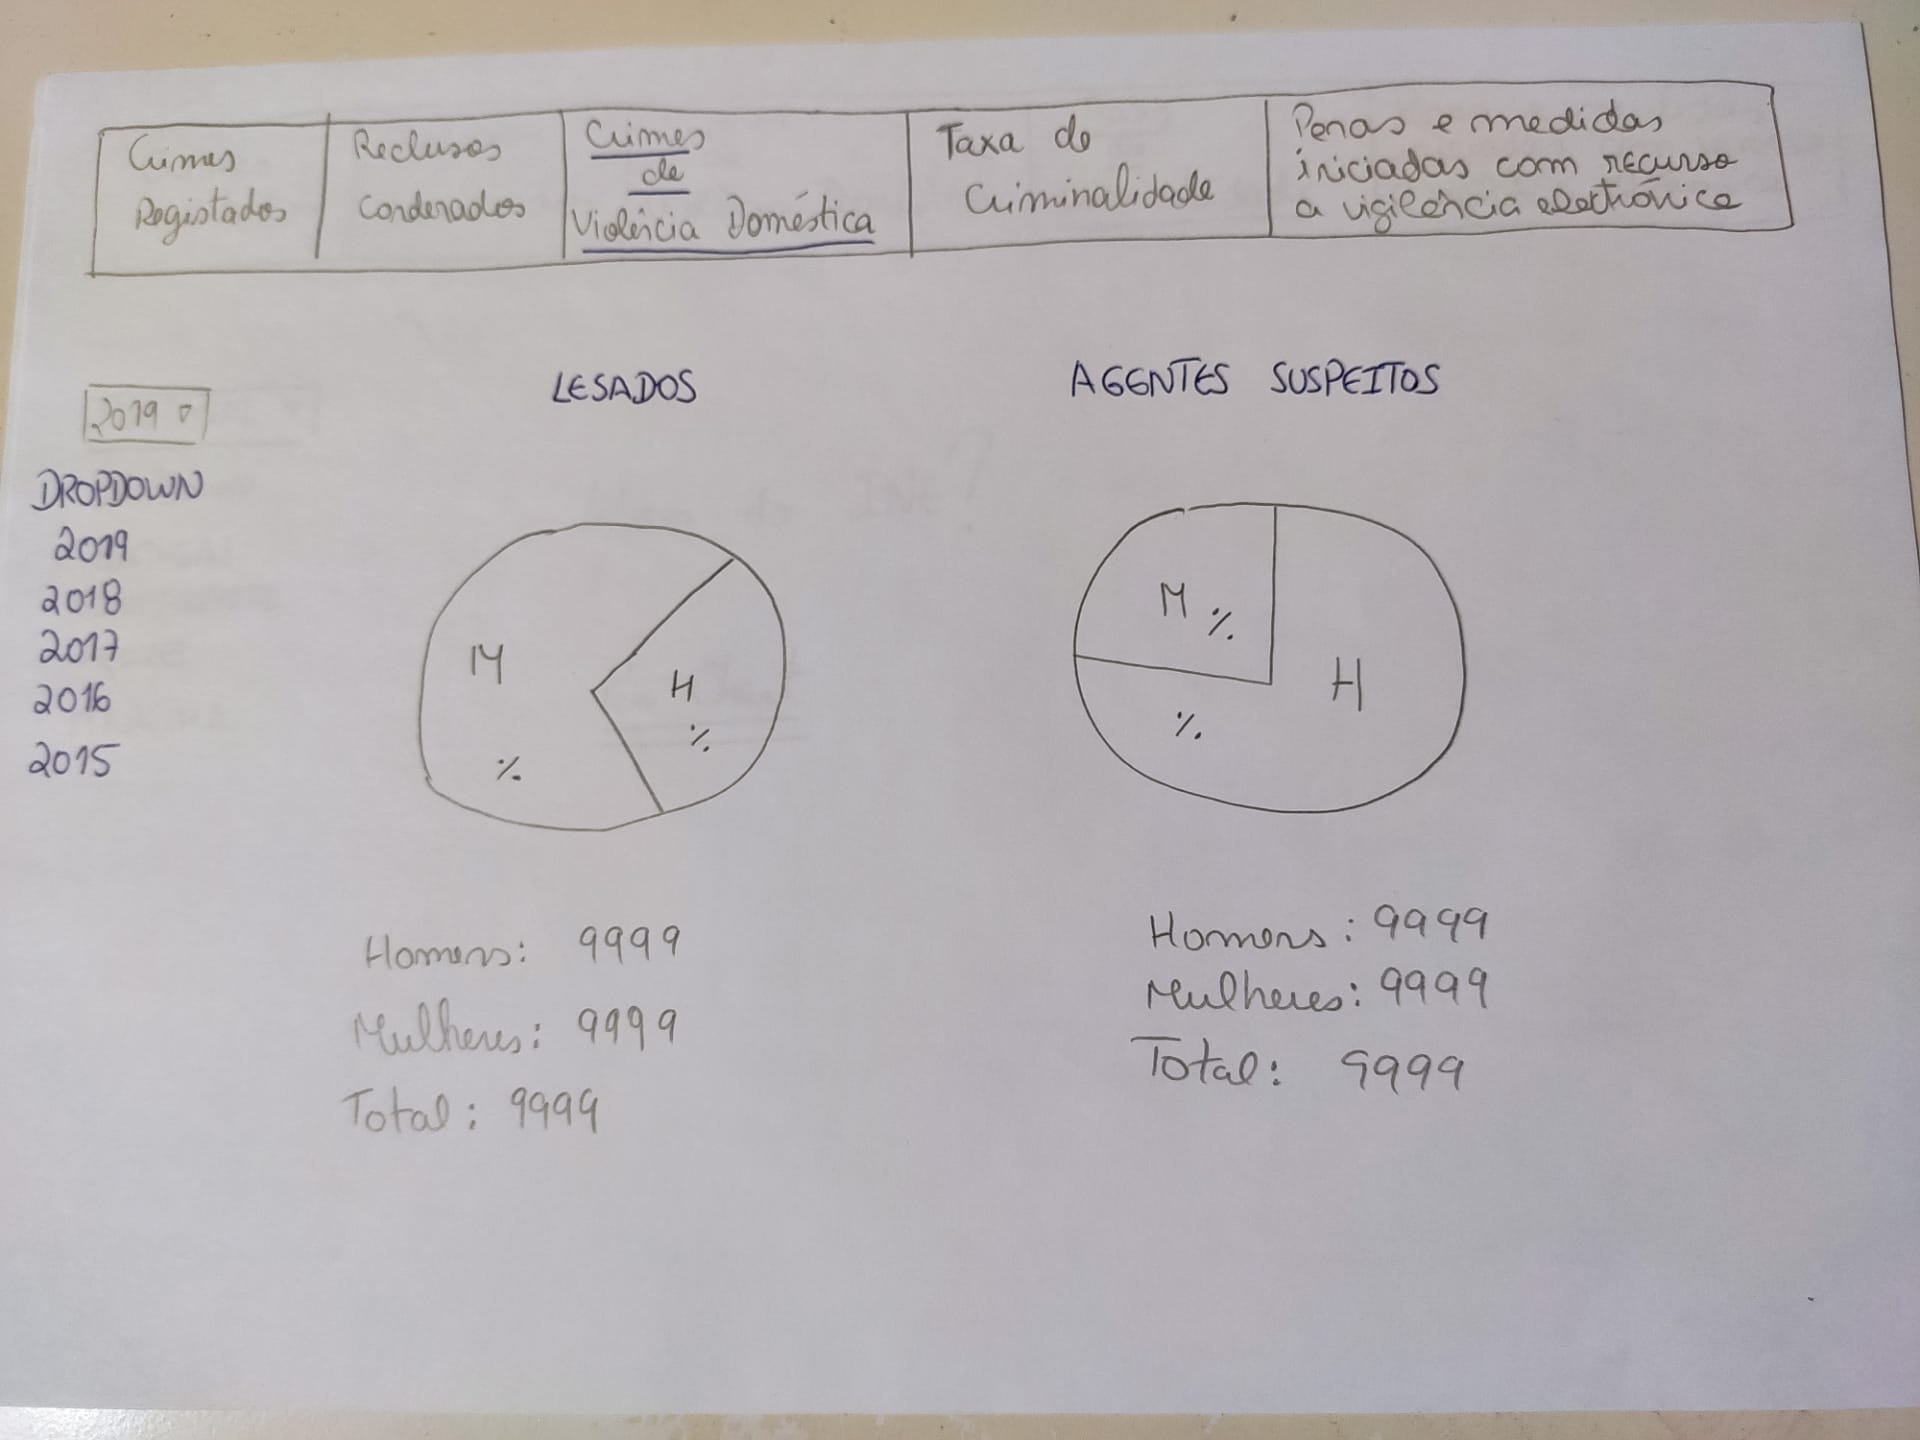 Crimes
Registados
Reclusos
Condenados
Crimes
de
Violência Doméstica
Taxa de
Criminalidade
Penas e medidas
iniciadas com recurso
a vigilância electrónica
LESADOS
AGENTES SUSPEITOS
2019
DROPDOWN
2019
2018
2017
2016
2015
M
%
H
%
M %
H
%
Homens: 9999
Mulheres: 9999
Total: 9999
Homens: 9999
Mulheres: 9999
Total: 9999